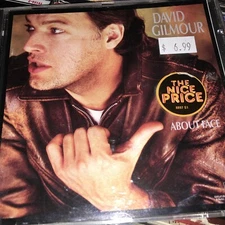 DAVID
GILMOUR
$ 6.99
THE
NICE
PRICE
ABOUT FACE